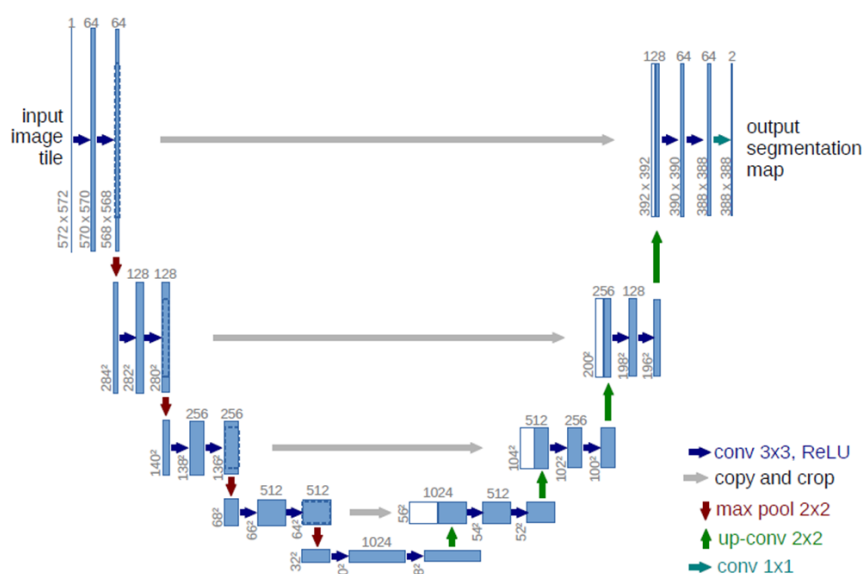 1 64 64
128 64 64 2
input
image
tile
output
segmentation
map
572 x 572
570 x 570
568 x 568
392 x 392
390 x 390
388 x 388
388 x 388
128 128
256 128
284²
282²
280²
200²
198²
196²
256 256
512 256
140²
138²
136²
104²
102²
100²
512 512
1024 512
68²
66²
64²
56²
54²
52²
1024
32²
conv 3x3, ReLU
copy and crop
max pool 2x2
up-conv 2x2
conv 1x1